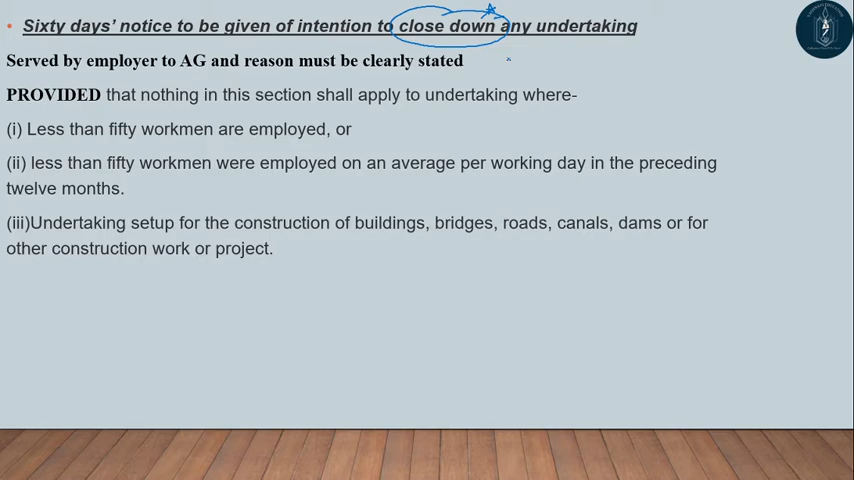 • Sixty days' notice to be given of intention to close down any undertaking
Served by employer to AG and reason must be clearly stated
PROVIDED that nothing in this section shall apply to undertaking where-
(i) Less than fifty workmen are employed, or
(ii) less than fifty workmen were employed on an average per working day in the preceding
twelve months.
(iii)Undertaking setup for the construction of buildings, bridges, roads, canals, dams or for
other construction work or project.